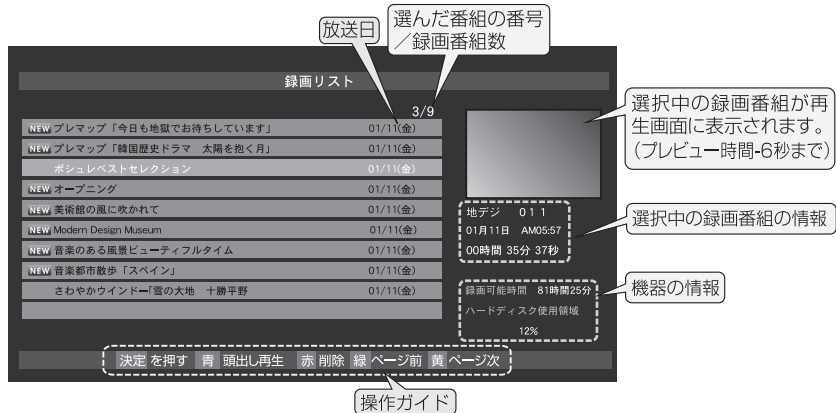 放送日
選んだ番組の番号
／録画番組数
録画リスト
3/9
NEW プレマップ「今日も地獄でお待ちしています」 01/11(金)
NEW プレマップ「韓国歴史ドラマ 太陽を抱く月」 01/11(金)
ポシュレベストセレクション 01/11(金)
NEW オープニング 01/11(金)
NEW 美術館の風に吹かれて 01/11(金)
NEW Modern Design Museum 01/11(金)
NEW 音楽のある風景ビューティフルタイム 01/11(金)
NEW 音楽都市散歩「スペイン」 01/11(金)
さわやかウインドー「雪の大地 十勝平野 01/11(金)
選択中の録画番組が再
生画面に表示されます。
（プレビュー時間-6秒まで）
地デジ 011
01月11日 AM05:57
00時間 35分 37秒
選択中の録画番組の情報
録画可能時間 81時間25分
ハードディスク使用領域
12%
機器の情報
決定 を押す 青 頭出し再生 赤 削除 緑 ページ前 黄 ページ次
操作ガイド